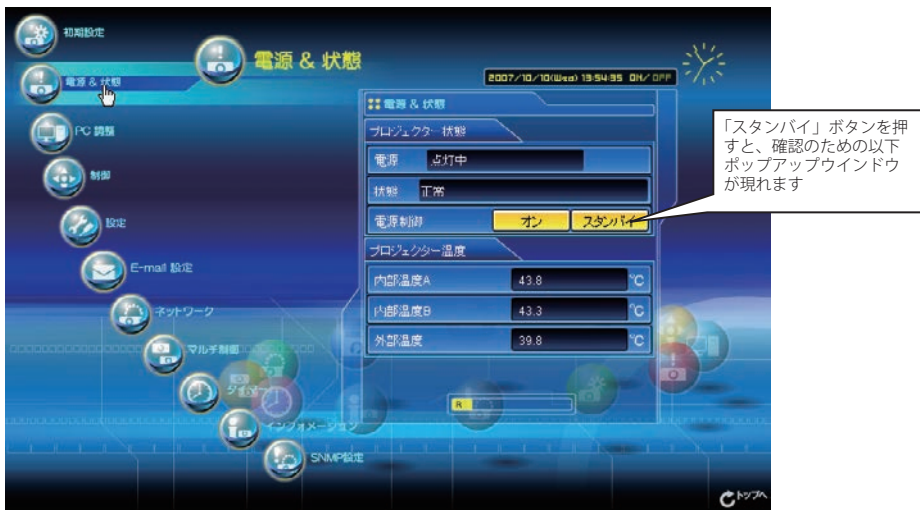 初期設定
電源 & 状態
電源 & 状態
2007/10/10(Wed) 13:54:35 ON/ OFF
PC 調整
制御
設定
E-mail 設定
ネットワーク
マルチ制御
タイマー
インフォメーション
SNMP設定
電源 & 状態
プロジェクター状態
電源 点灯中
状態 正常
電源制御 オン スタンバイ
プロジェクター温度
内部温度A 43.8 ℃
内部温度B 43.3 ℃
外部温度 39.8 ℃
R
「スタンバイ」ボタンを押
すと、確認のための以下
ポップアップウインドウ
が現れます
トップへ